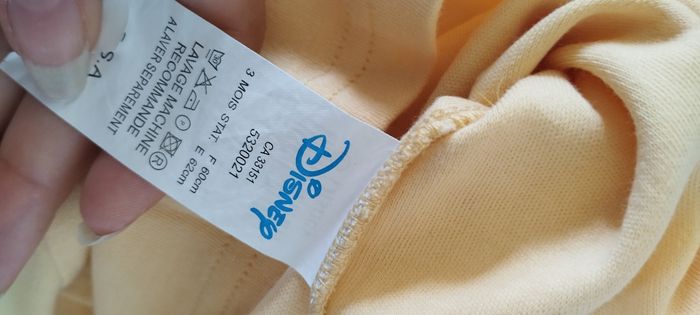 Disney
CA 33151
5320021
3 MOIS STAT. F 60cm
E 62cm
LAVAGE MACHINE
RECOMMANDE
A LAVER SEPAREMENT
S.A